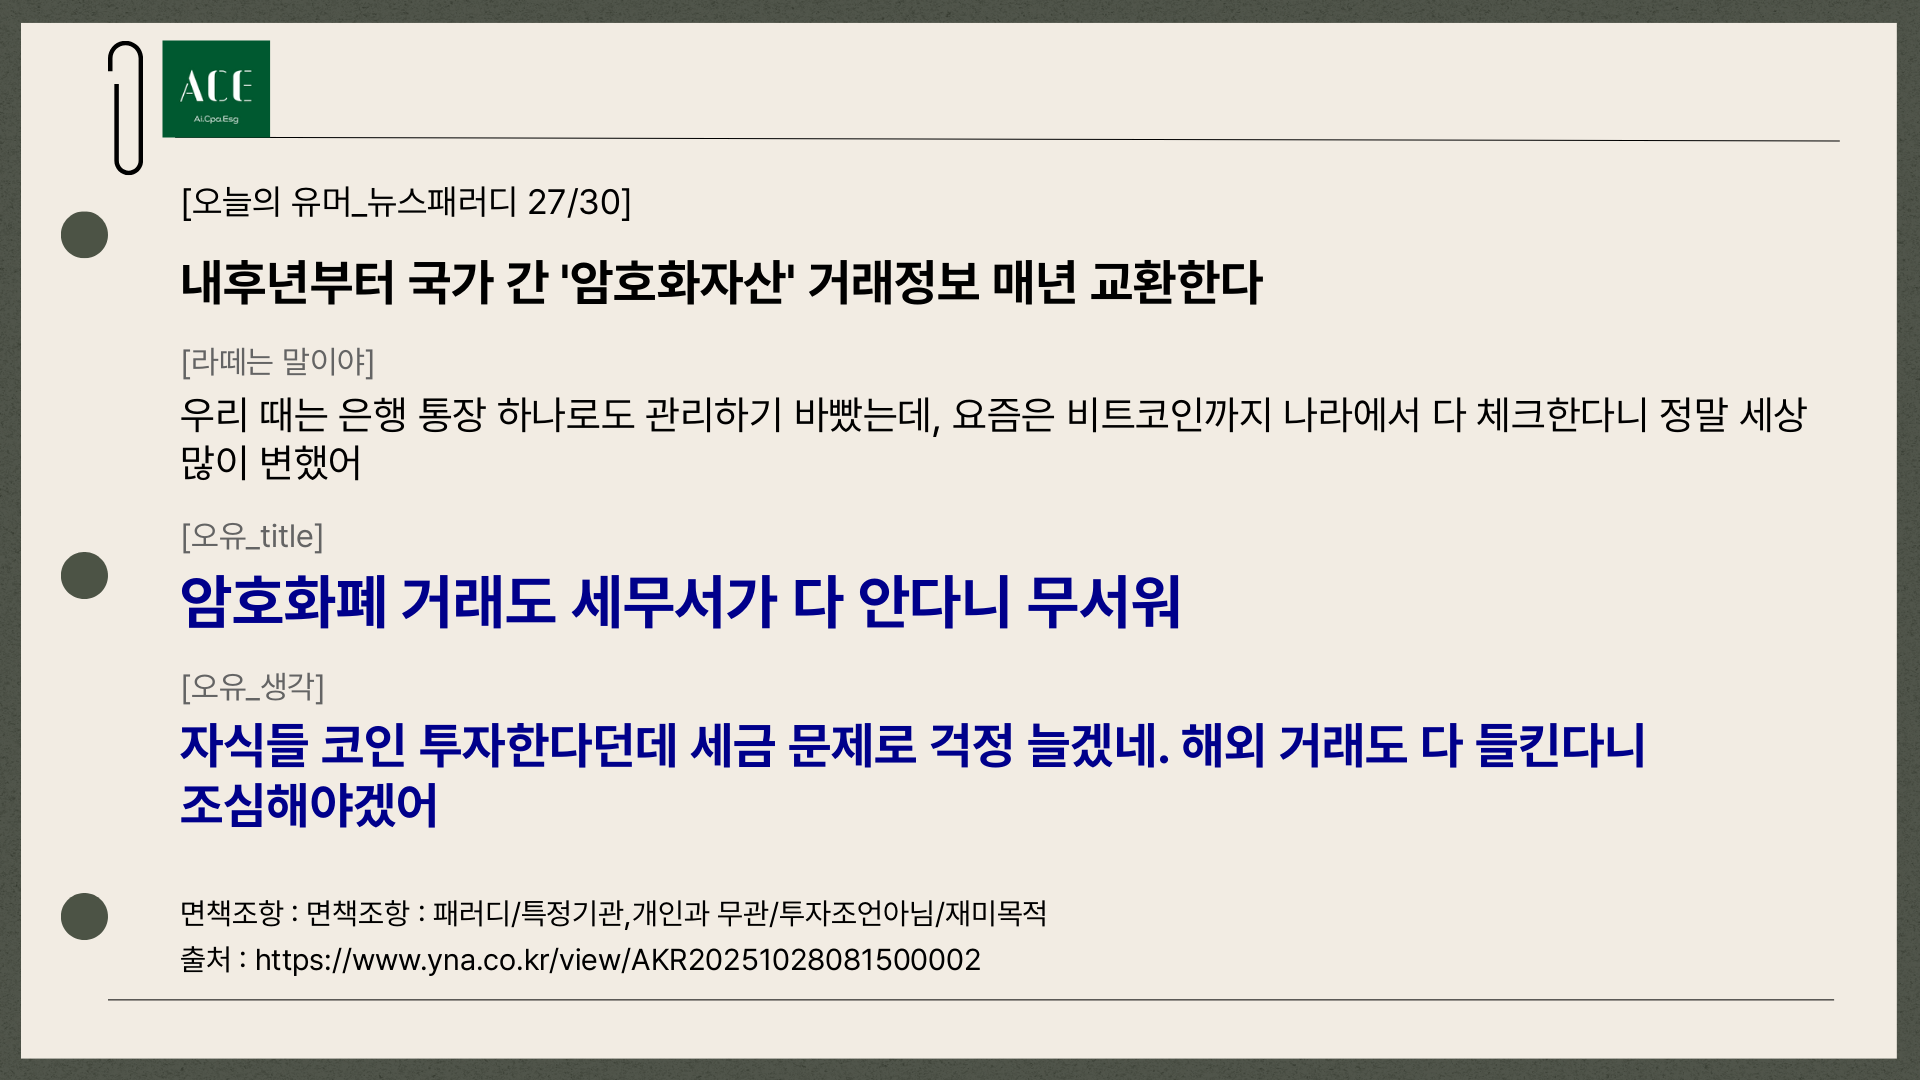 ACE
Ai.Cpa.Esg
[오늘의 유머_뉴스패러디 27/30]
내후년부터 국가 간 '암호화자산' 거래정보 매년 교환한다
[라떼는 말이야]
우리 때는 은행 통장 하나로도 관리하기 바빴는데, 요즘은 비트코인까지 나라에서 다 체크한다니 정말 세상
많이 변했어
[오유_title]
암호화폐 거래도 세무서가 다 안다니 무서워
[오유_생각]
자식들 코인 투자한다던데 세금 문제로 걱정 늘겠네. 해외 거래도 다 들킨다니
조심해야겠어
면책조항 : 면책조항 : 패러디/특정기관,개인과 무관/투자조언아님/재미목적
출처 : https://www.yna.co.kr/view/AKR20251028081500002